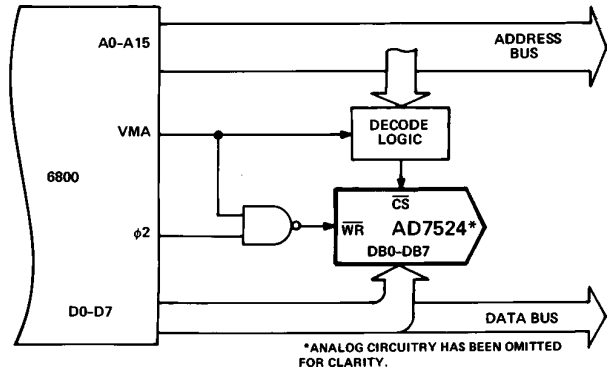 A0–A15
ADDRESS
BUS
VMA
DECODE
LOGIC
6800
CS
WR
AD7524*
φ2
DB0–DB7
D0–D7
DATA BUS
*ANALOG CIRCUITRY HAS BEEN OMITTED
FOR CLARITY.